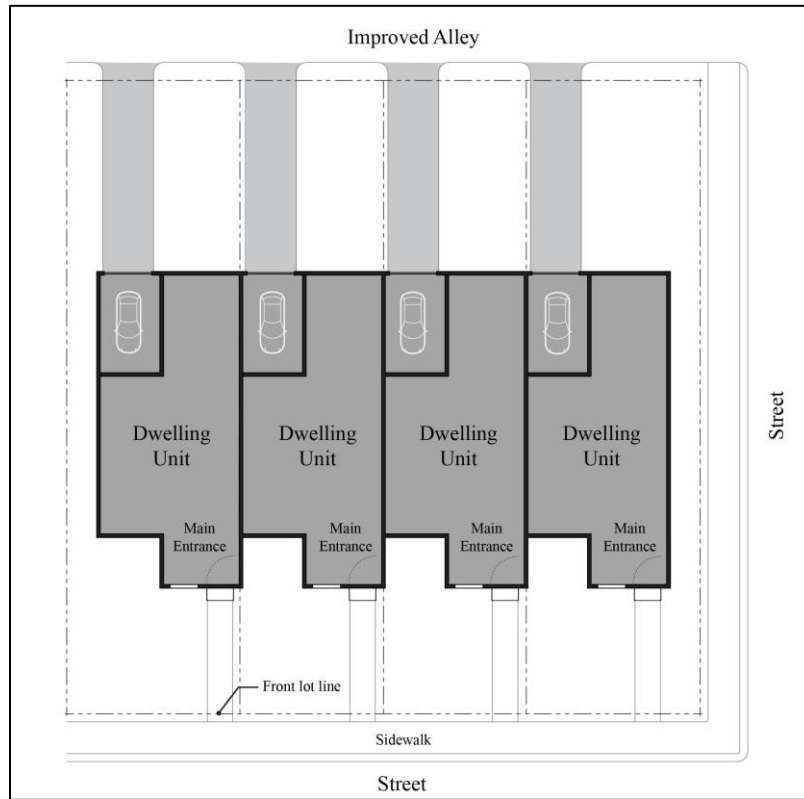 Improved Alley
Dwelling
Unit
Dwelling
Unit
Dwelling
Unit
Dwelling
Unit
Street
Main
Entrance
Main
Entrance
Main
Entrance
Main
Entrance
Front lot line
Sidewalk
Street